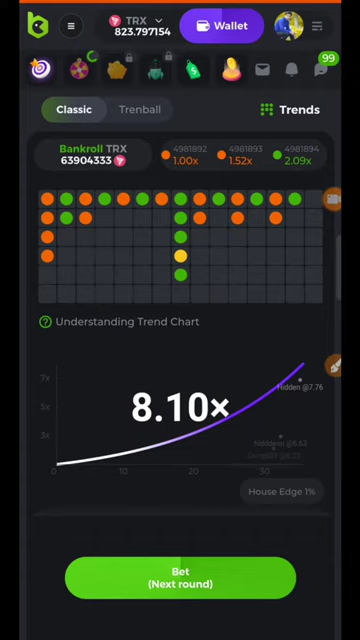 TRX
823.797154
Wallet
99
Classic
Trenball
Trends
Bankroll TRX
63904333
4981892
1.00x
4981893
1.52x
4981894
2.09x
Understanding Trend Chart
7x
5x
3x
8.10×
Hidden @7.76
0
10
20
30
House Edge 1%
Bet
(Next round)